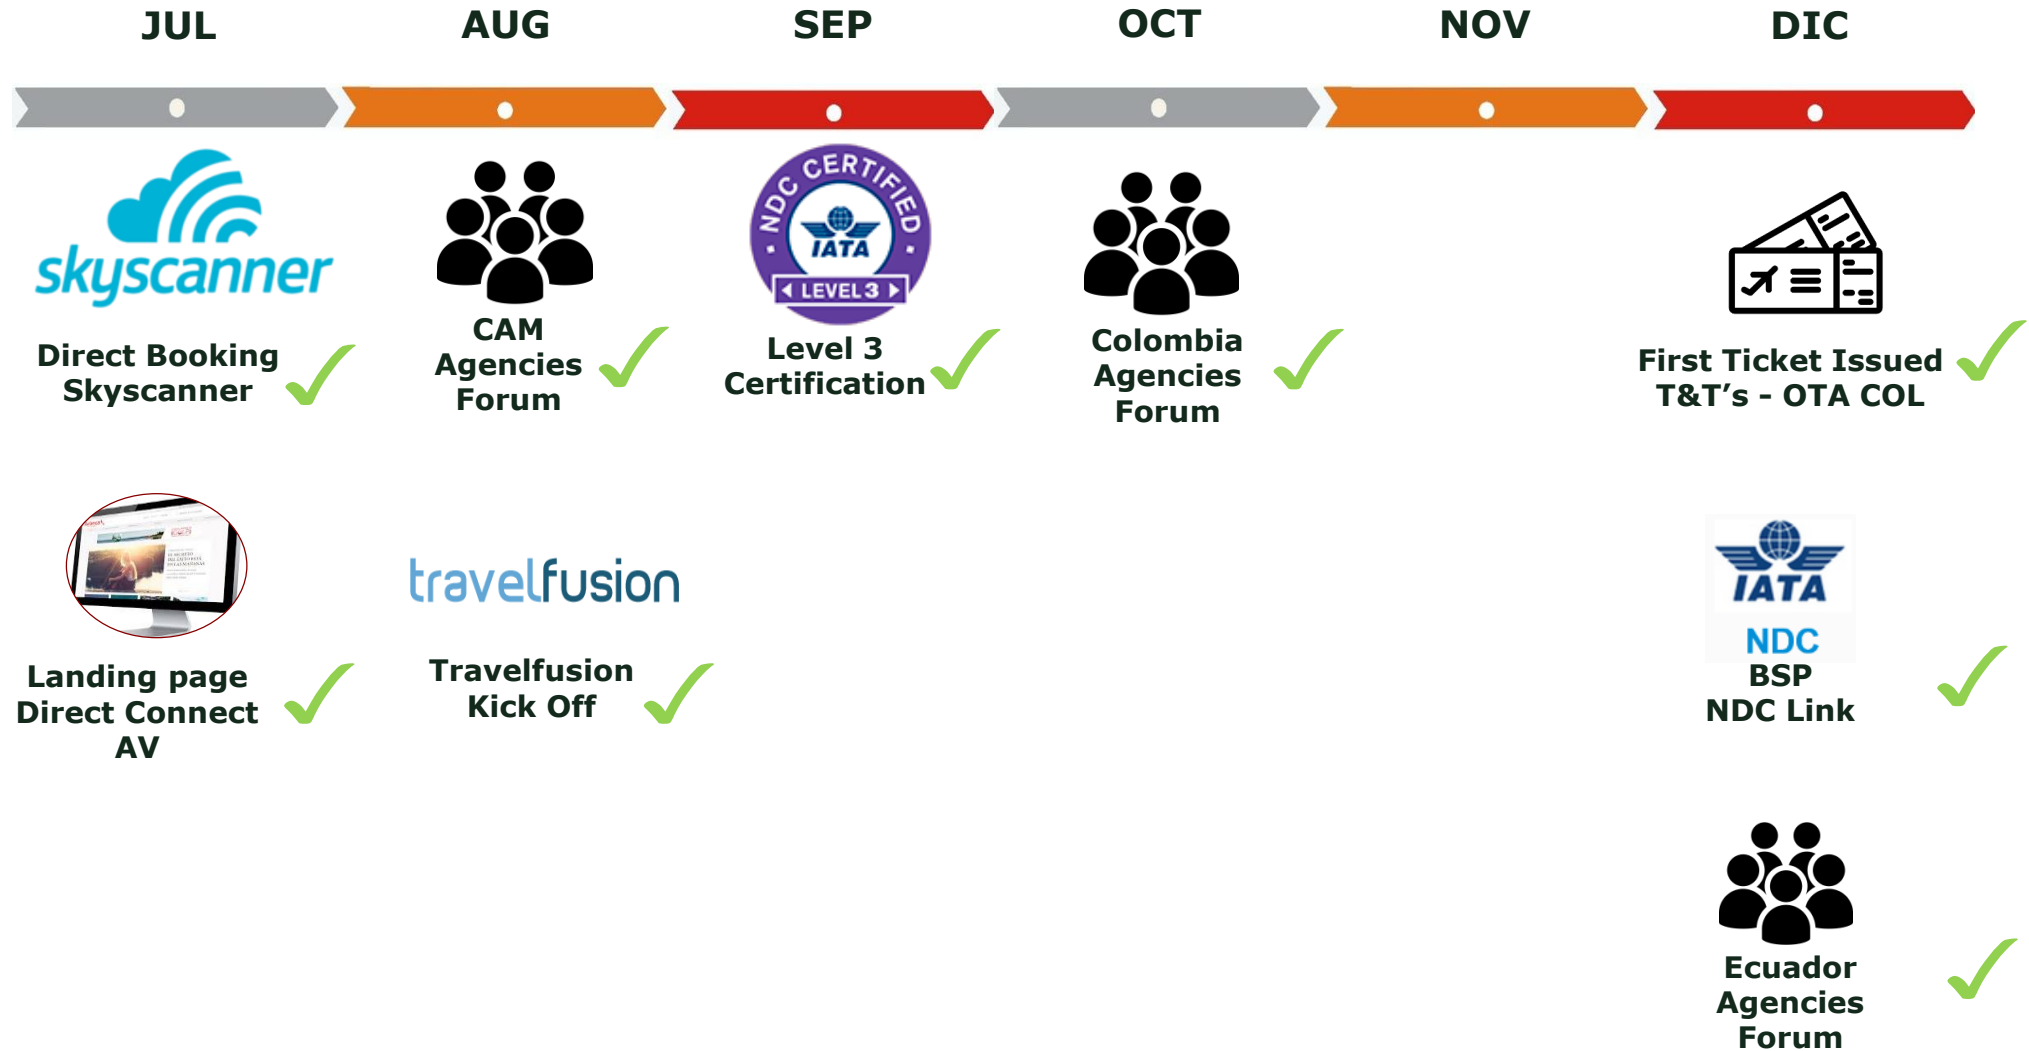 JUL
AUG
SEP
OCT
NOV
DIC
skyscanner
Direct Booking
Skyscanner
CAM
Agencies
Forum
NDC CERTIFIED
IATA
LEVEL 3
Level 3
Certification
Colombia
Agencies
Forum
First Ticket Issued
T&T’s - OTA COL
Landing page
Direct Connect
AV
travelfusion
Travelfusion
Kick Off
IATA
NDC
BSP
NDC Link
Ecuador
Agencies
Forum